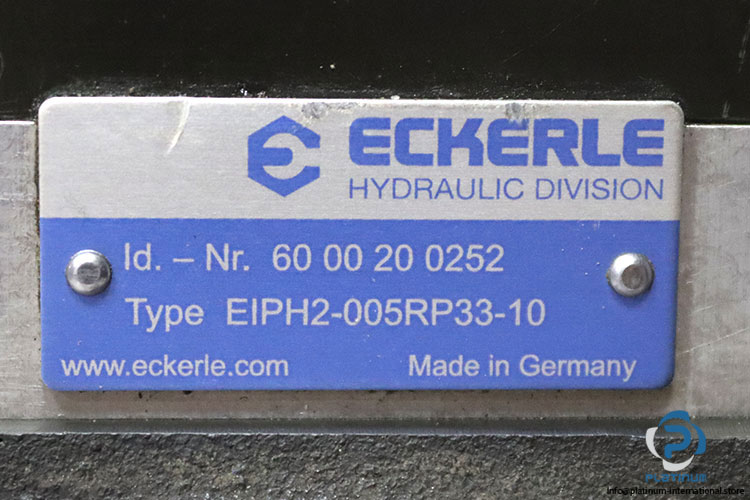 ECKERLE
HYDRAULIC DIVISION
Id. – Nr. 60 00 20 0252
Type EIPH2-005RP33-10
www.eckerle.com Made in Germany
PLATINUM
info@platinum-international.store